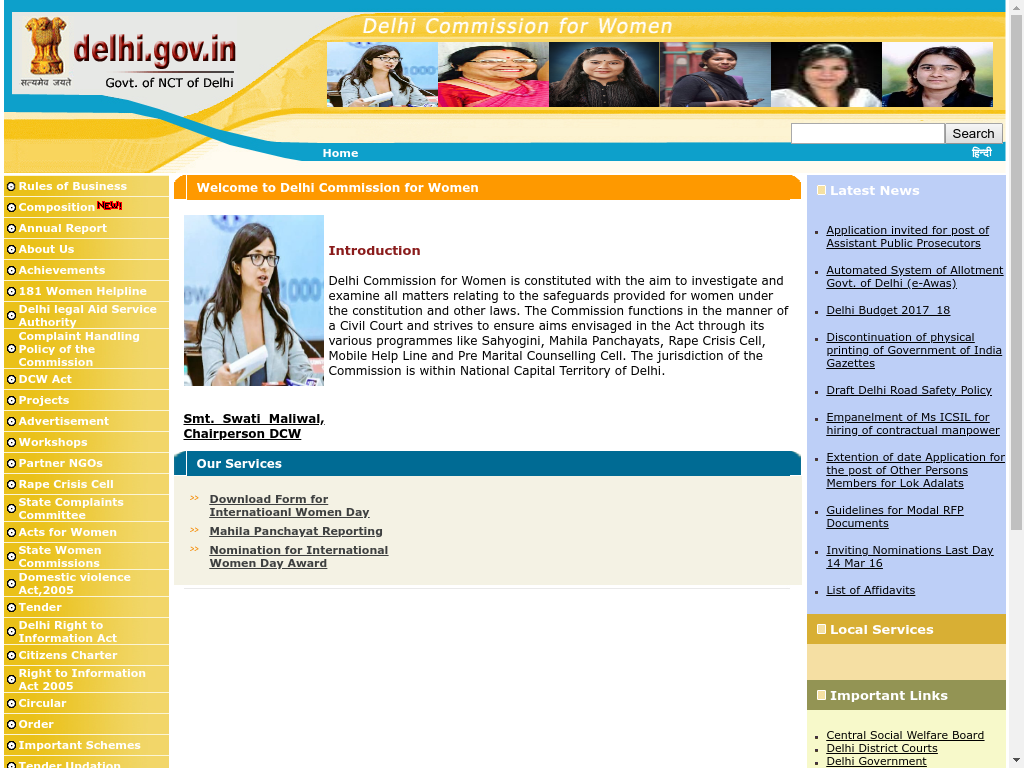 Delhi Commission for Women
delhi.gov.in
सत्यमेव जयते
Govt. of NCT of Delhi
Search
Home
हिन्दी
Rules of Business
Composition NEW!
Annual Report
About Us
Achievements
181 Women Helpline
Delhi legal Aid Service
Authority
Complaint Handling
Policy of the
Commission
DCW Act
Projects
Advertisement
Workshops
Partner NGOs
Rape Crisis Cell
State Complaints
Committee
Acts for Women
State Women
Commissions
Domestic violence
Act,2005
Tender
Delhi Right to
Information Act
Citizens Charter
Right to Information
Act 2005
Circular
Order
Important Schemes
Tender Updation
Welcome to Delhi Commission for Women
1000
Introduction
Delhi Commission for Women is constituted with the aim to investigate and
examine all matters relating to the safeguards provided for women under
the constitution and other laws. The Commission functions in the manner of
a Civil Court and strives to ensure aims envisaged in the Act through its
various programmes like Sahyogini, Mahila Panchayats, Rape Crisis Cell,
Mobile Help Line and Pre Marital Counselling Cell. The jurisdiction of the
Commission is within National Capital Territory of Delhi.
Smt. Swati Maliwal,
Chairperson DCW
Our Services
>> Download Form for
Internatioanl Women Day
>> Mahila Panchayat Reporting
>> Nomination for International
Women Day Award
Latest News
Application invited for post of
Assistant Public Prosecutors
Automated System of Allotment
Govt. of Delhi (e-Awas)
Delhi Budget 2017_18
Discontinuation of physical
printing of Government of India
Gazettes
Draft Delhi Road Safety Policy
Empanelment of Ms ICSIL for
hiring of contractual manpower
Extention of date Application for
the post of Other Persons
Members for Lok Adalats
Guidelines for Modal RFP
Documents
Inviting Nominations Last Day
14 Mar 16
List of Affidavits
Local Services
Important Links
Central Social Welfare Board
Delhi District Courts
Delhi Government